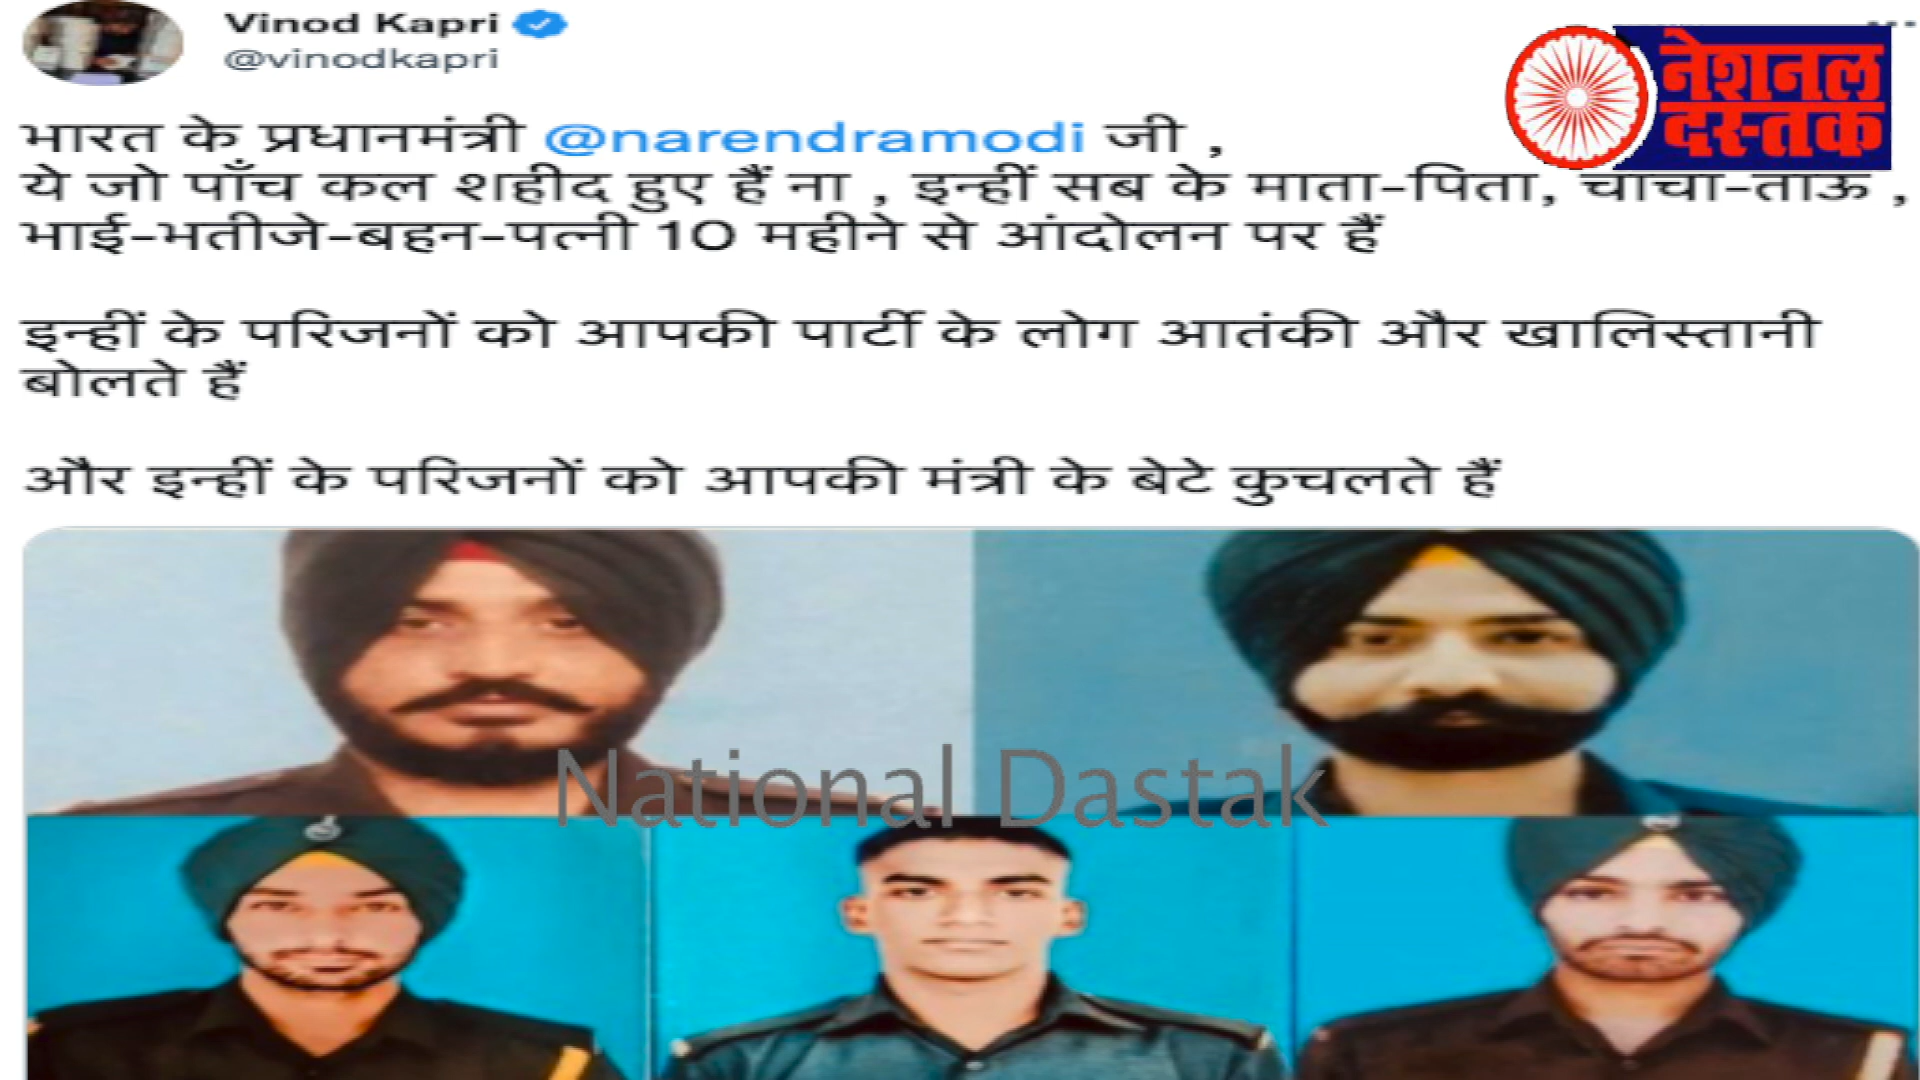 Vinod Kapri
@vinodkapri
नेशनल
दस्तक
भारत के प्रधानमंत्री @narendramodi जी ,
ये जो पाँच कल शहीद हुए हैं ना , इन्हीं सब के माता-पिता, चाचा-ताऊ ,
भाई-भतीजे-बहन-पत्नी 10 महीने से आंदोलन पर हैं
इन्हीं के परिजनों को आपकी पार्टी के लोग आतंकी और खालिस्तानी
बोलते हैं
और इन्हीं के परिजनों को आपकी मंत्री के बेटे कुचलते हैं
National Dastak